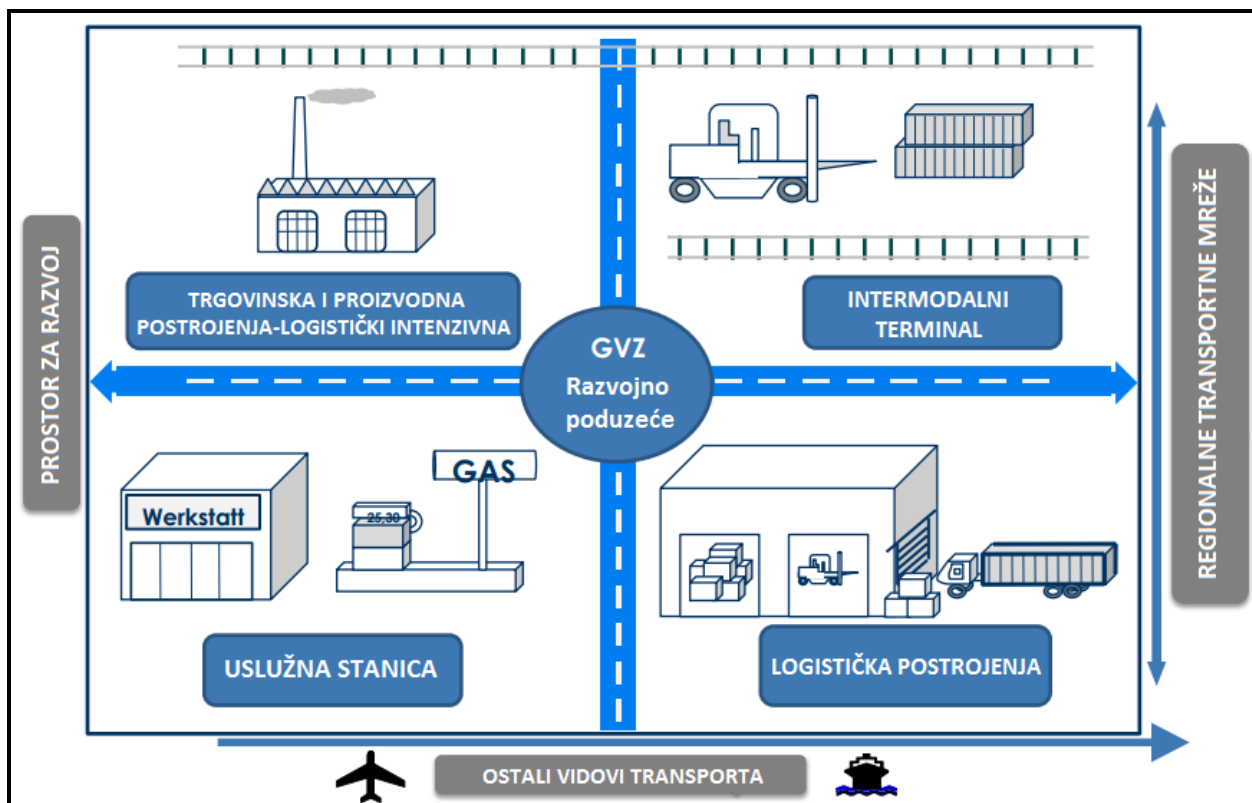 TRGOVINSKA I PROIZVODNA
POSTROJENJA-LOGISTIČKI INTENZIVNA
INTERMODALNI
TERMINAL
GVZ
Razvojno
poduzeće
PROSTOR ZA RAZVOJ
REGIONALNE TRANSPORTNE MREŽE
Werkstatt
25,30
GAS
USLUŽNA STANICA
LOGISTIČKA POSTROJENJA
OSTALI VIDOVI TRANSPORTA